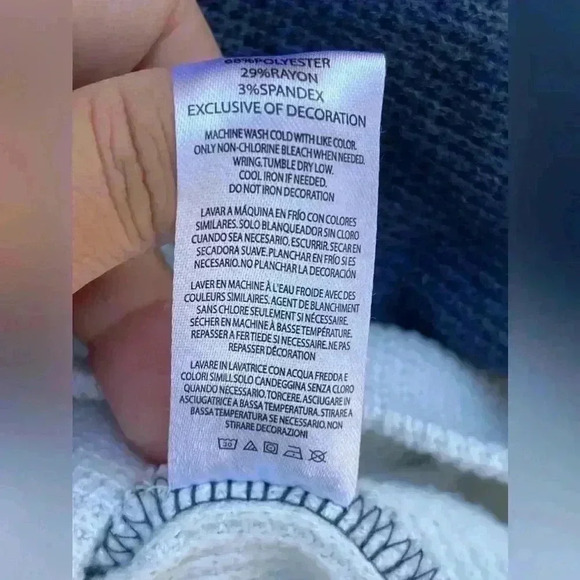 68%POLYESTER
29%RAYON
3%SPANDEX
EXCLUSIVE OF DECORATION
MACHINE WASH COLD WITH LIKE COLOR.
ONLY NON-CHLORINE BLEACH WHEN NEEDED.
WRING.TUMBLE DRY LOW.
COOL IRON IF NEEDED.
DO NOT IRON DECORATION
LAVAR A MÁQUINA EN FRÍO CON COLORES
SIMILARES. SOLO BLANQUEADOR SIN CLORO
CUANDO SEA NECESARIO. ESCURRIR. SECAR EN
SECADORA SUAVE. PLANCHAR EN FRÍO SI ES
NECESARIO. NO PLANCHAR LA DECORACIÓN
LAVER EN MACHINE À L'EAU FROIDE AVEC DES
COULEURS SIMILAIRES. AGENT DE BLANCHIMENT
SANS CHLORE SEULEMENT SI NÉCESSAIRE.
SÉCHER EN MACHINE À BASSE TEMPÉRATURE.
REPASSER A FERTIEDE SI NECESSAIRE. NE PAS
REPASSER DÉCORATION
LAVARE IN LAVATRICE CON ACQUA FREDDA E
COLORI SIMILI. SOLO CANDEGGINA SENZA CLORO
QUANDO NECESSARIO. TORCERE. ASCIUGARE IN
ASCIUGATRICE A BASSA TEMPERATURA. STIRARE A
BASSA TEMPERATURA SE NECESSARIO. NON
STIRARE DECORAZIONI
30